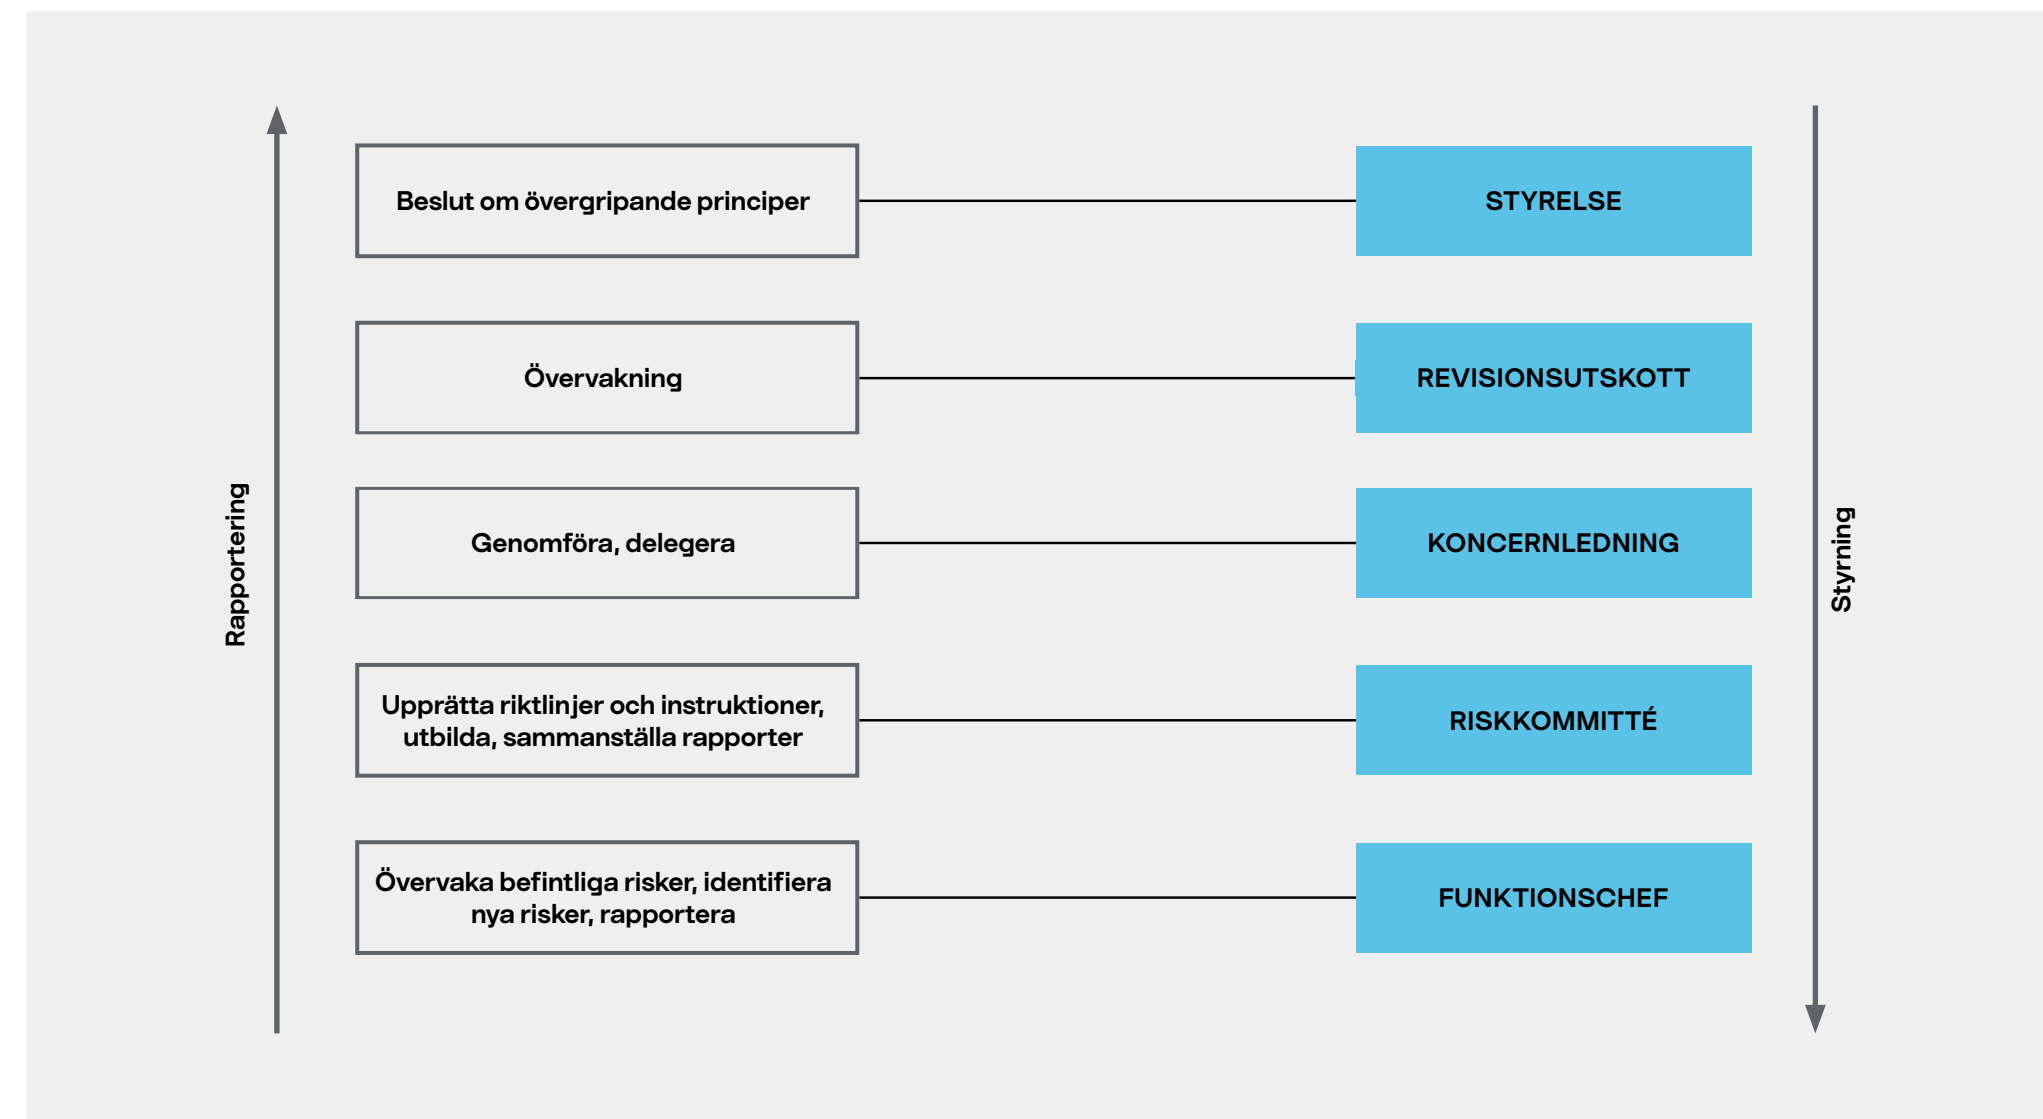 Rapportering
Beslut om övergripande principer
STYRELSE
Övervakning
REVISIONSUTSKOTT
Genomföra, delegera
KONCERNLEDNING
Upprätta riktlinjer och instruktioner,
utbilda, sammanställa rapporter
RISKKOMMITTÉ
Övervaka befintliga risker, identifiera
nya risker, rapportera
FUNKTIONSCHEF
Styrning